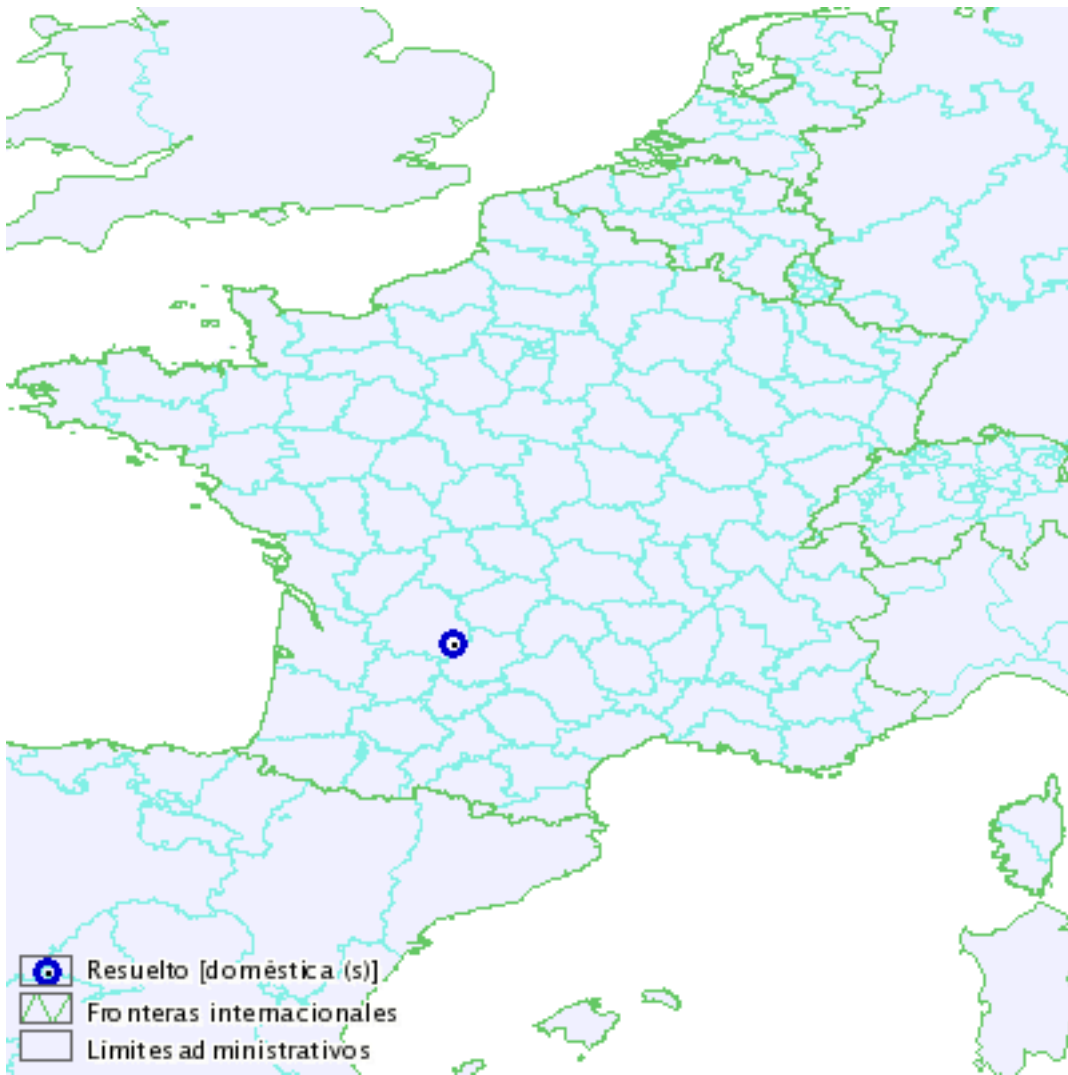 Resuelto [doméstica (s)]
Fronteras internacionales
Límites administrativos